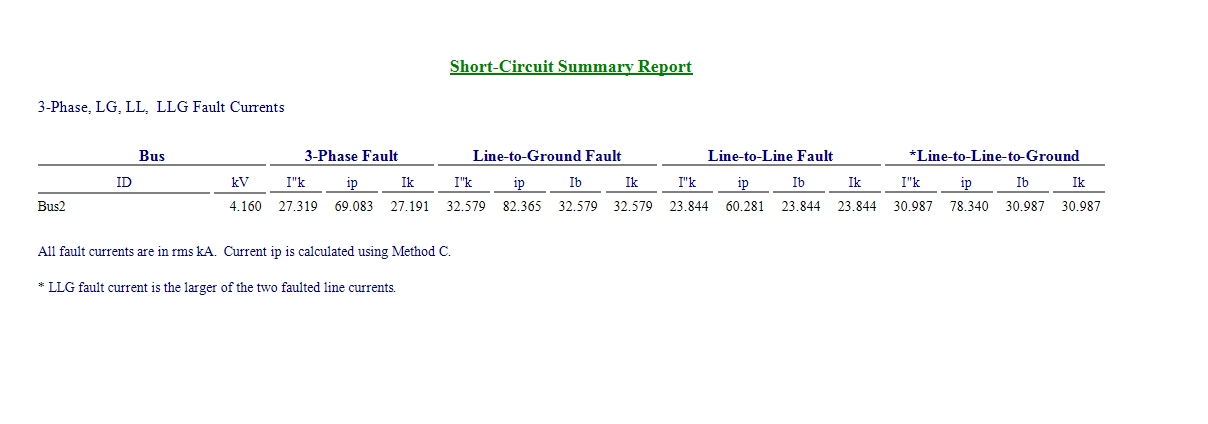 Short-Circuit Summary Report
3-Phase, LG, LL, LLG Fault Currents
Bus 3-Phase Fault Line-to-Ground Fault Line-to-Line Fault *Line-to-Line-to-Ground
ID kV I"k ip Ik I"k ip Ib Ik I"k ip Ib Ik I"k ip Ib Ik
Bus2 4.160 27.319 69.083 27.191 32.579 82.365 32.579 32.579 23.844 60.281 23.844 23.844 30.987 78.340 30.987 30.987
All fault currents are in rms kA. Current ip is calculated using Method C.
* LLG fault current is the larger of the two faulted line currents.